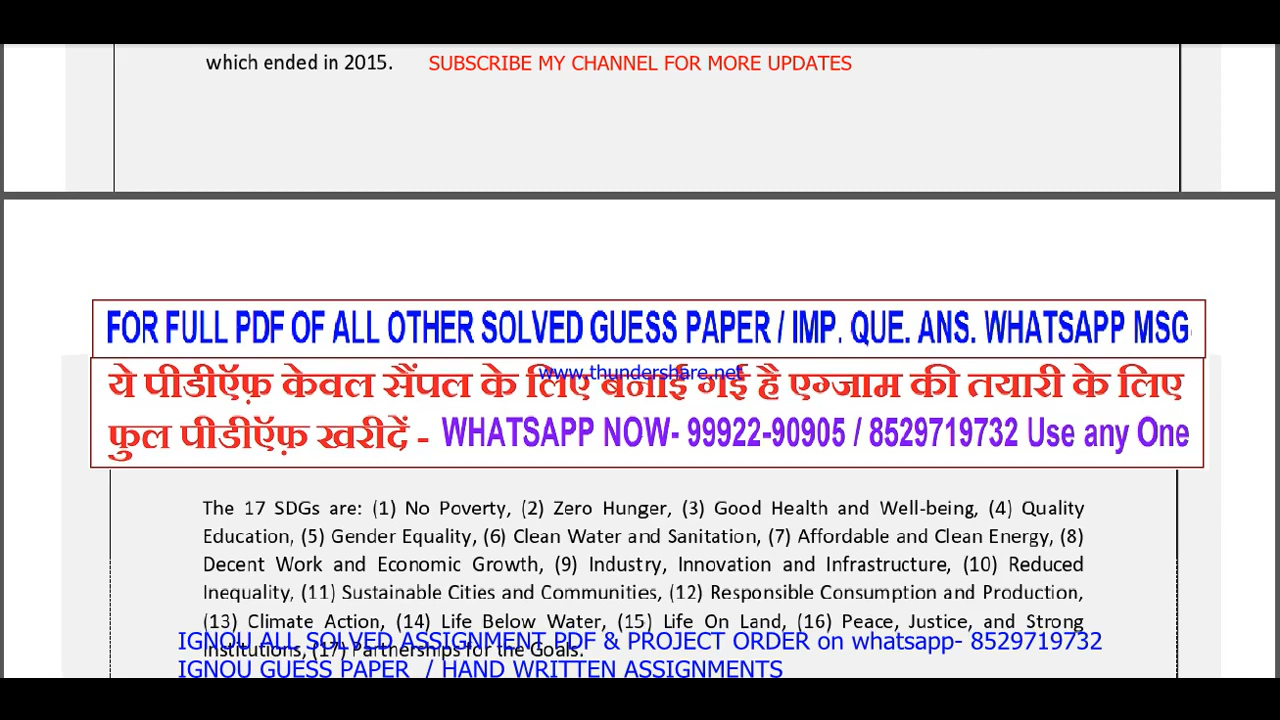 which ended in 2015. SUBSCRIBE MY CHANNEL FOR MORE UPDATES
FOR FULL PDF OF ALL OTHER SOLVED GUESS PAPER / IMP. QUE. ANS. WHATSAPP MSG
www.thundershare.net
ये पीडीऍफ़ केवल सैंपल के लिए बनाई गई है एग्जाम की तयारी के लिए
फुल पीडीऍफ़ खरीदें - WHATSAPP NOW- 99922-90905 / 8529719732 Use any One
The 17 SDGs are: (1) No Poverty, (2) Zero Hunger, (3) Good Health and Well-being, (4) Quality
Education, (5) Gender Equality, (6) Clean Water and Sanitation, (7) Affordable and Clean Energy, (8)
Decent Work and Economic Growth, (9) Industry, Innovation and Infrastructure, (10) Reduced
Inequality, (11) Sustainable Cities and Communities, (12) Responsible Consumption and Production,
(13) Climate Action, (14) Life Below Water, (15) Life On Land, (16) Peace, Justice, and Strong
IGNOU ALL SOLVED ASSIGNMENT PDF & PROJECT ORDER on whatsapp- 8529719732
Institutions, (17) Partnerships for the Goals.
IGNOU GUESS PAPER / HAND WRITTEN ASSIGNMENTS